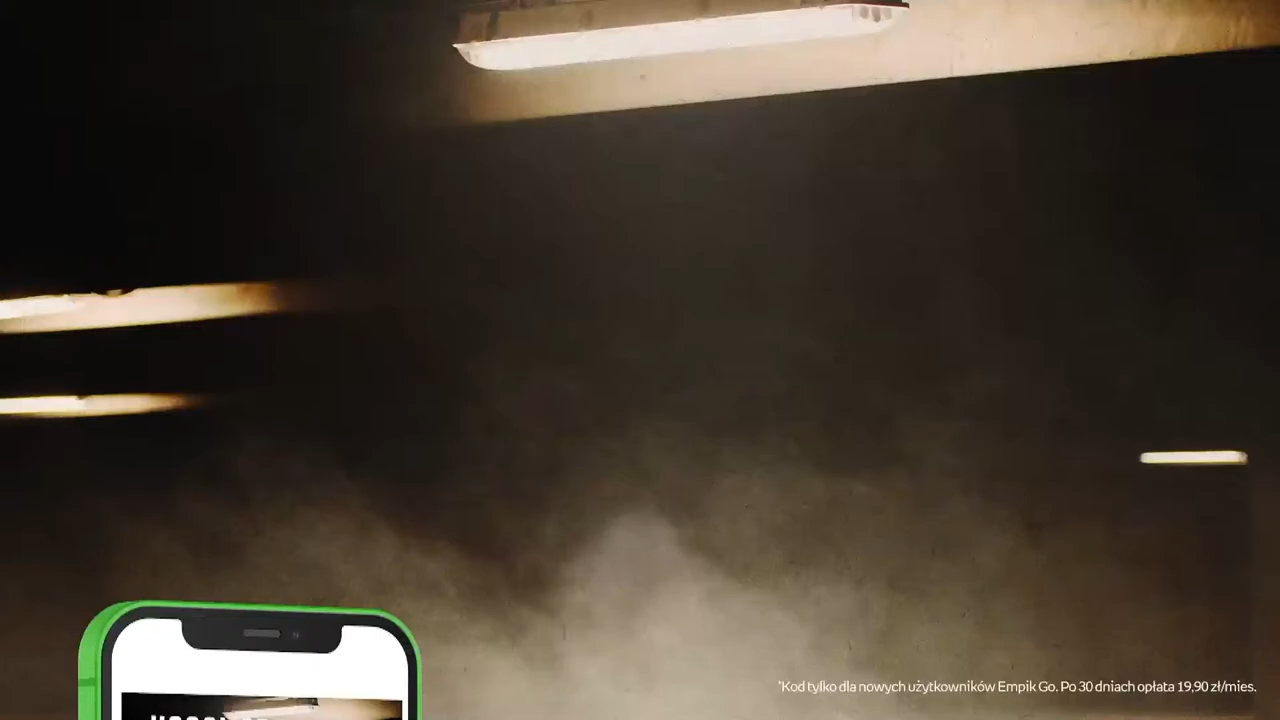 *Kod tylko dla nowych użytkowników Empik Go. Po 30 dniach opłata 19,90 zł/mies.